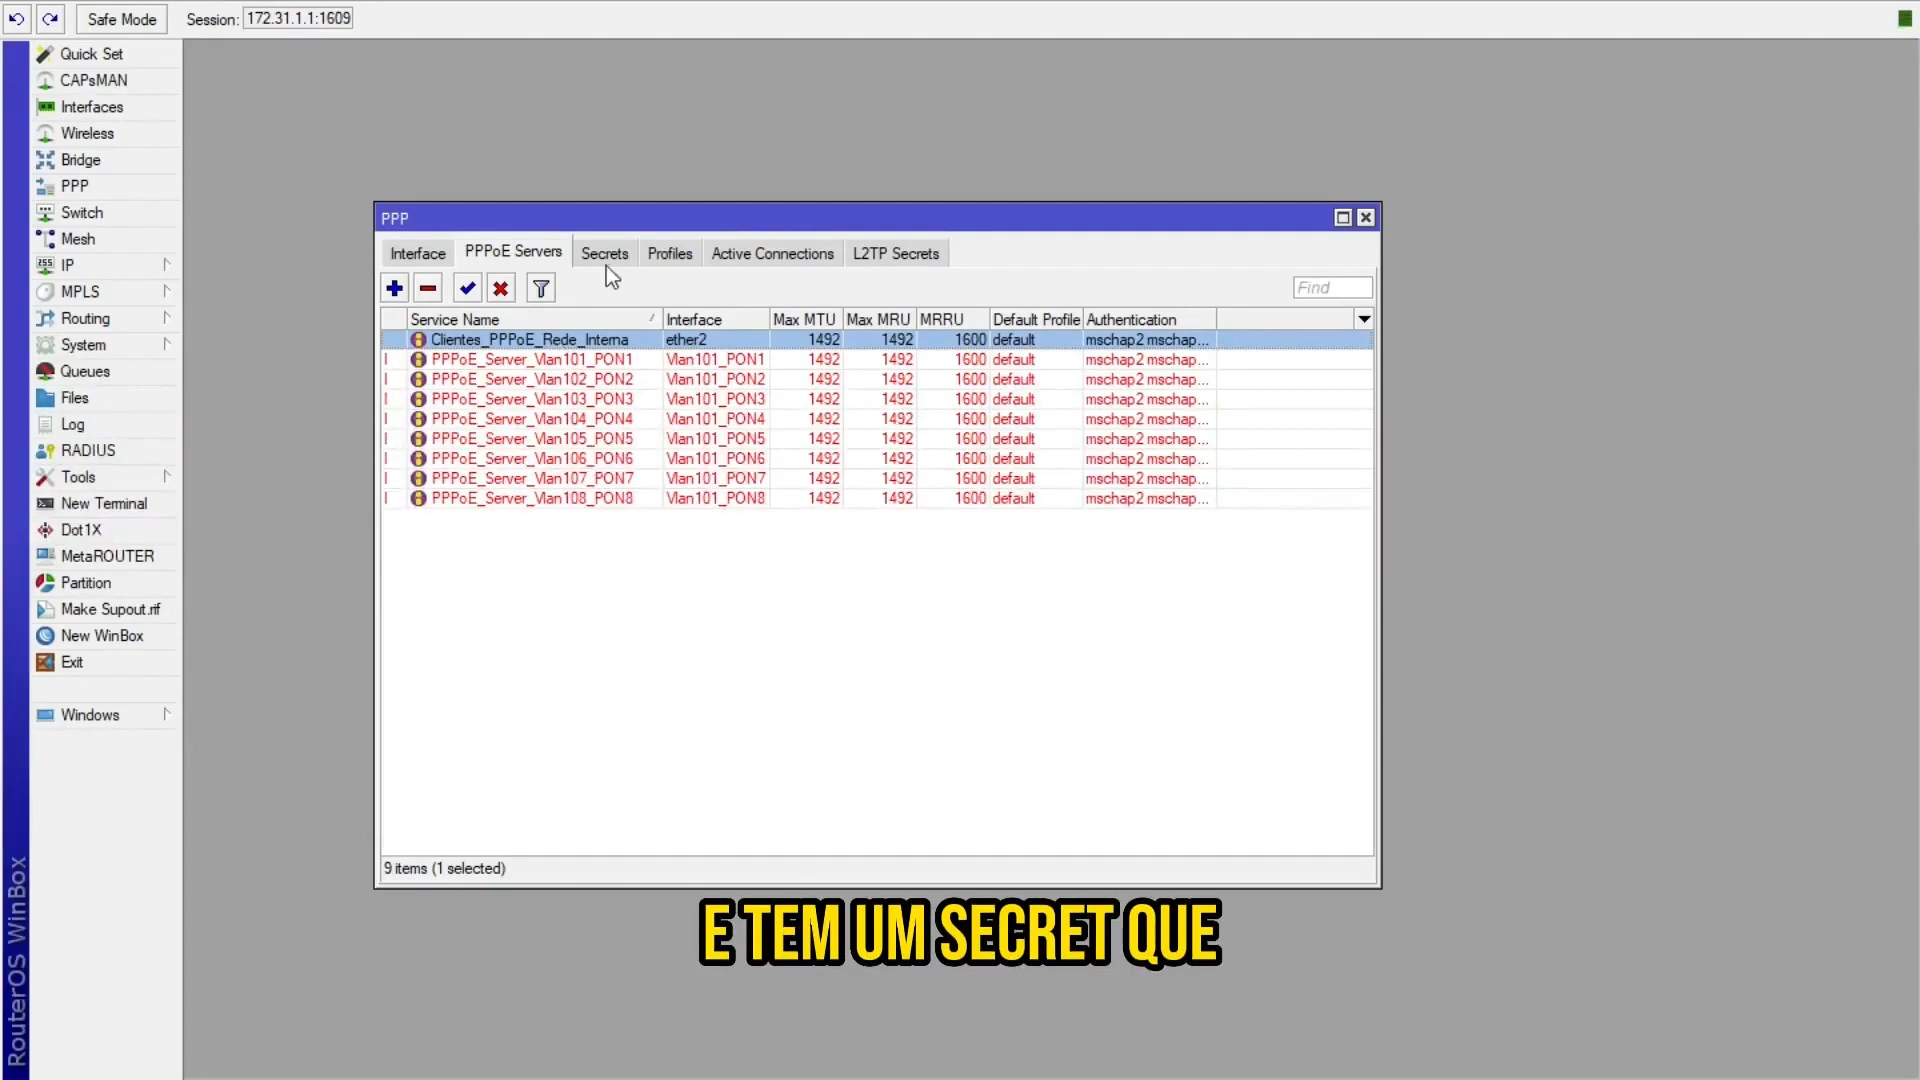 Safe Mode Session: 172.31.1.1:1609
Quick Set
CAPsMAN
Interfaces
Wireless
Bridge
PPP
Switch
Mesh
255 IP
MPLS
Routing
System
Queues
Files
Log
RADIUS
Tools
New Terminal
Dot1X
MetaROUTER
Partition
Make Supout.rif
New WinBox
Exit
Windows
RouterOS WinBox
PPP
Interface PPPoE Servers Secrets Profiles Active Connections L2TP Secrets
Find
Service Name Interface Max MTU Max MRU MRRU Default Profile Authentication
Clientes_PPPoE_Rede_Interna ether2 1492 1492 1600 default mschap2 mschap...
I PPPoE_Server_Vlan101_PON1 Vlan101_PON1 1492 1492 1600 default mschap2 mschap...
I PPPoE_Server_Vlan102_PON2 Vlan101_PON2 1492 1492 1600 default mschap2 mschap...
I PPPoE_Server_Vlan103_PON3 Vlan101_PON3 1492 1492 1600 default mschap2 mschap...
I PPPoE_Server_Vlan104_PON4 Vlan101_PON4 1492 1492 1600 default mschap2 mschap...
I PPPoE_Server_Vlan105_PON5 Vlan101_PON5 1492 1492 1600 default mschap2 mschap...
I PPPoE_Server_Vlan106_PON6 Vlan101_PON6 1492 1492 1600 default mschap2 mschap...
I PPPoE_Server_Vlan107_PON7 Vlan101_PON7 1492 1492 1600 default mschap2 mschap...
I PPPoE_Server_Vlan108_PON8 Vlan101_PON8 1492 1492 1600 default mschap2 mschap...
9 items (1 selected)
E TEM UM SECRET QUE